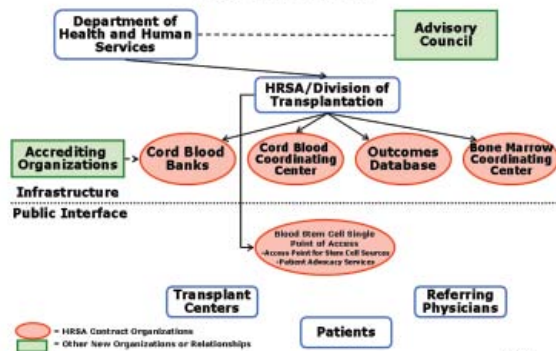 Department of
Health and Human
Services
Advisory
Council
HRSA/Division of
Transplantation
Accrediting
Organizations
Cord Blood
Banks
Cord Blood
Coordinating
Center
Outcomes
Database
Bone Marrow
Coordinating
Center
Infrastructure
Public Interface
Blood Stem Cell Single
Point of Access
-Access Point for Stem Cell Sources
-Patient Advocacy Services
Transplant
Centers
Referring
Physicians
Patients
= HRSA Contract Organizations
= Other New Organizations or Relationships